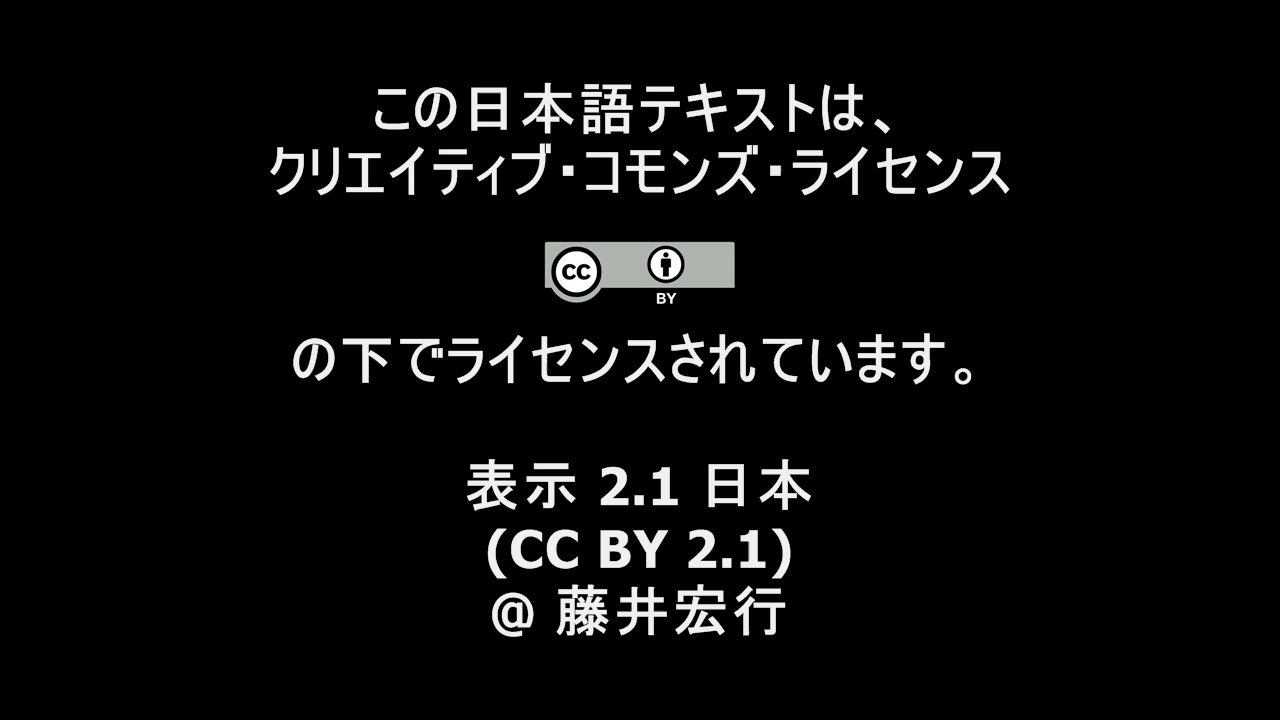 この日本語テキストは、
クリエイティブ・コモンズ・ライセンス
CC BY
の下でライセンスされています。
表示 2.1 日本
(CC BY 2.1)
@ 藤井宏行